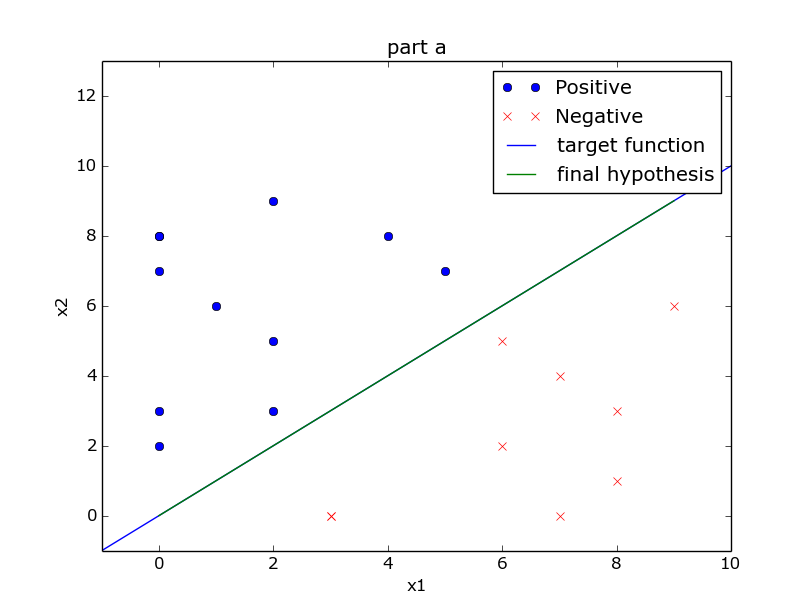 part a
Positive
Negative
target function
final hypothesis
12
10
8
6
4
2
0
x2
0 2 4 6 8 10
x1